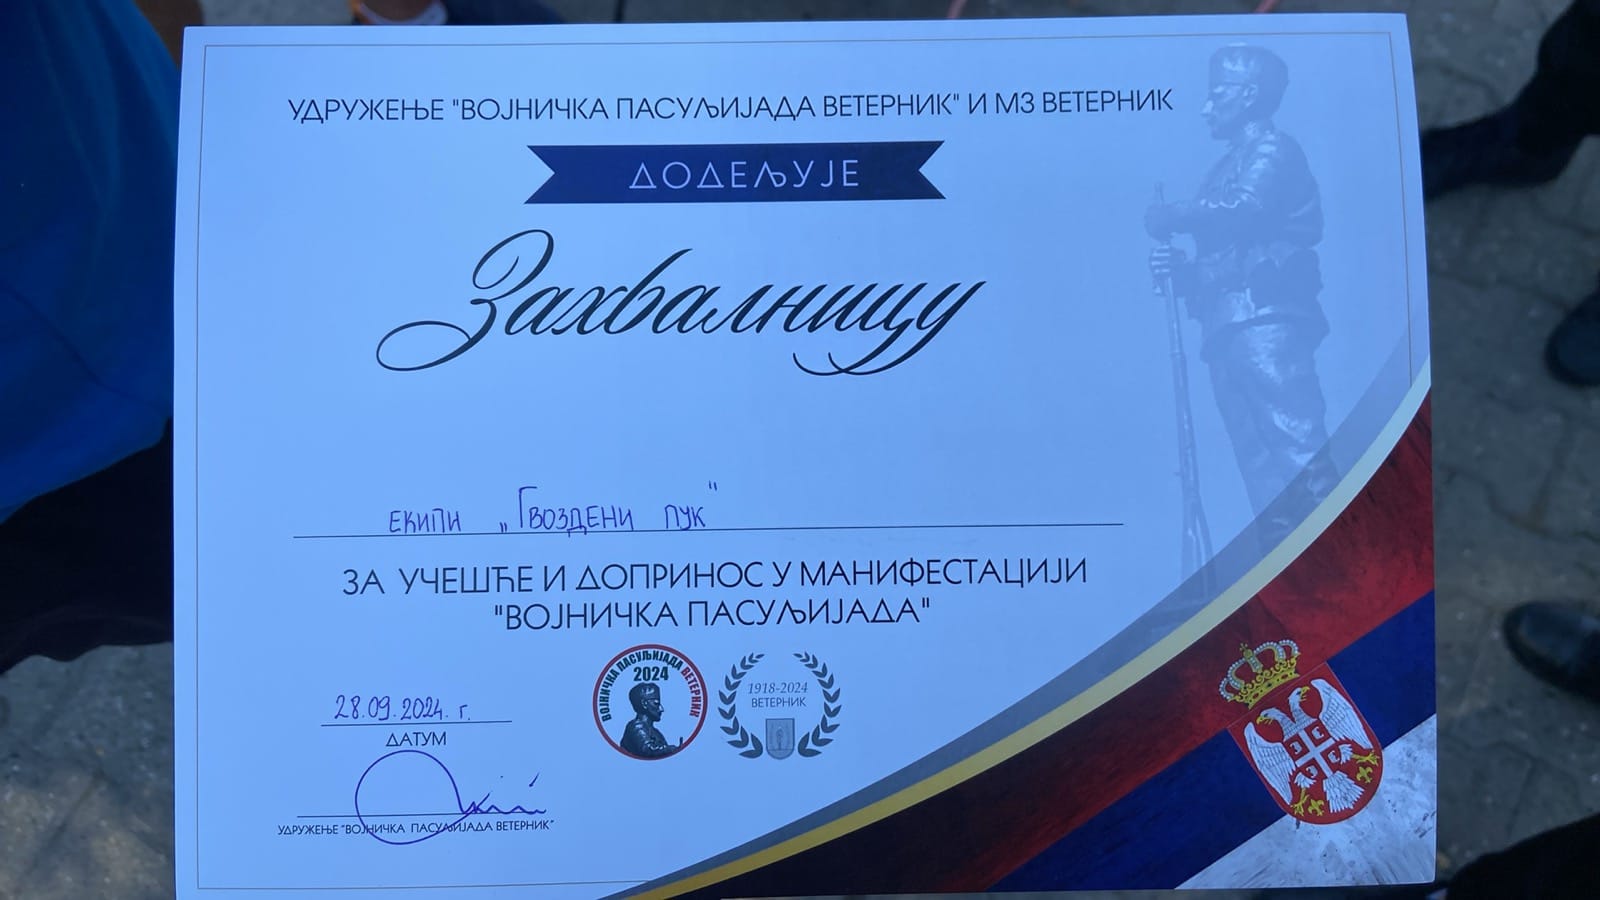 УДРУЖЕЊЕ "ВОЈНИЧКА ПАСУЉИЈАДА ВЕТЕРНИК" И МЗ ВЕТЕРНИК
ДОДЕЉУЈЕ
Захвалницу
ЕКИПИ „ГВОЗДЕНИ ПУК"
ЗА УЧЕШЋЕ И ДОПРИНОС У МАНИФЕСТАЦИЈИ
"ВОЈНИЧКА ПАСУЉИЈАДА"
ВОЈНИЧКА ПАСУЉИЈАДА ВЕТЕРНИК
2024
1918-2024
ВЕТЕРНИК
28.09.2024. г.
ДАТУМ
УДРУЖЕЊЕ "ВОЈНИЧКА ПАСУЉИЈАДА ВЕТЕРНИК"